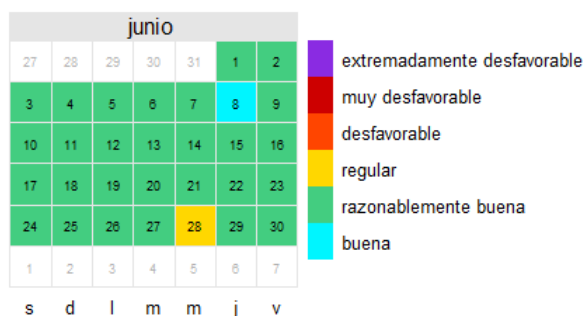 junio
27 28 29 30 31 1 2
3 4 5 6 7 8 9
10 11 12 13 14 15 16
17 18 19 20 21 22 23
24 25 26 27 28 29 30
1 2 3 4 5 6 7
s d l m m j v
extremadamente desfavorable
muy desfavorable
desfavorable
regular
razonablemente buena
buena